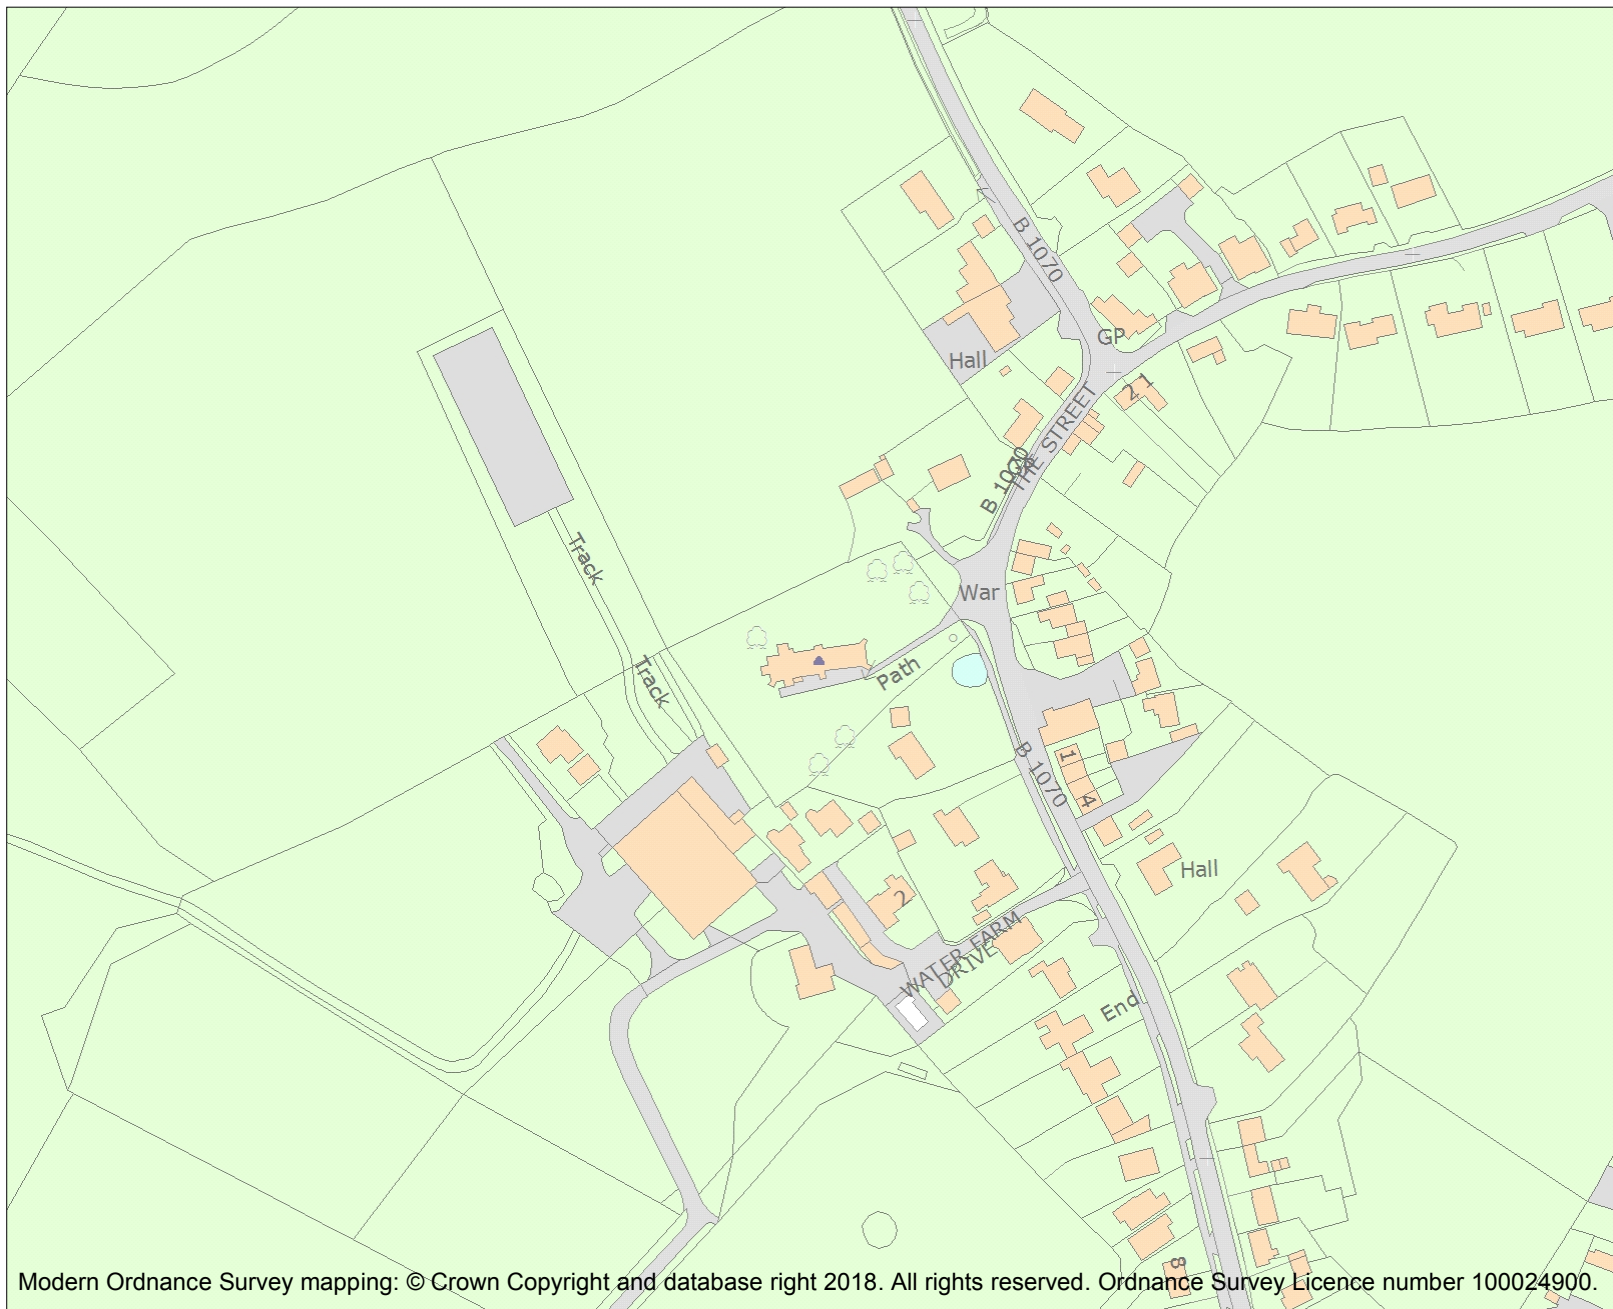 B 1070
GP
Hall
2 1
THE STREET
B 1070
Track
War
Track
Path
B 1070
1
4
Hall
2
WATER FARM
DRIVE
End
8
Modern Ordnance Survey mapping: © Crown Copyright and database right 2018. All rights reserved. Ordnance Survey Licence number 100024900.